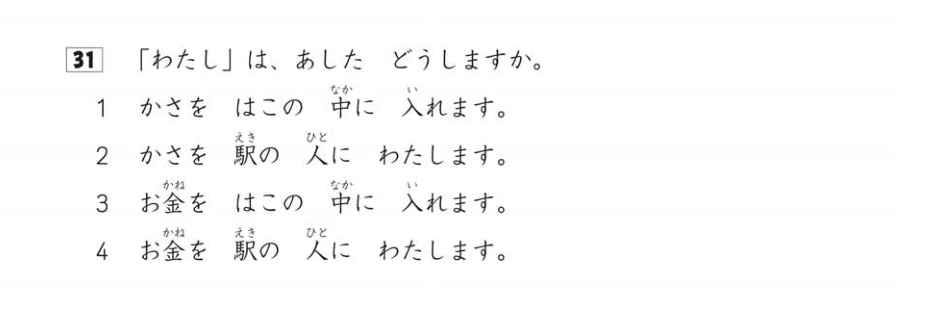 31 「わたし」は、あした どうしますか。
1 かさを はこの 中に 入れます。
2 かさを 駅の 人に わたします。
3 お金を はこの 中に 入れます。
4 お金を 駅の 人に わたします。